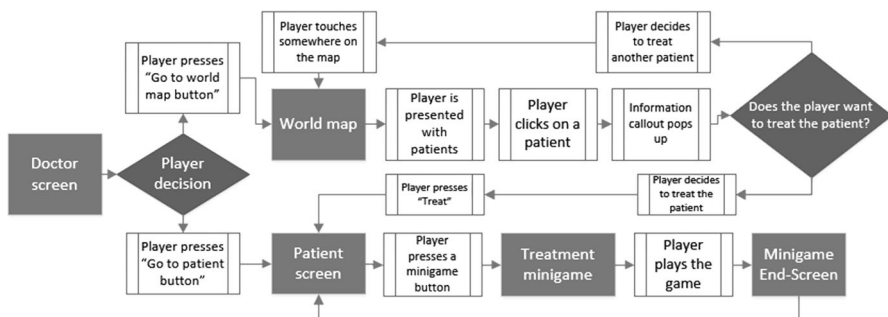 Player touches
somewhere on
the map
Player decides
to treat
another patient
Player presses
“Go to world
map button”
World map
Player is
presented
with
patients
Player
clicks on a
patient
Information
callout pops
up
Does the player want
to treat the patient?
Doctor
screen
Player
decision
Player presses
“Treat”
Player decides
to treat the
patient
Player presses
“Go to patient
button”
Patient
screen
Player
presses a
minigame
button
Treatment
minigame
Player
plays the
game
Minigame
End-Screen